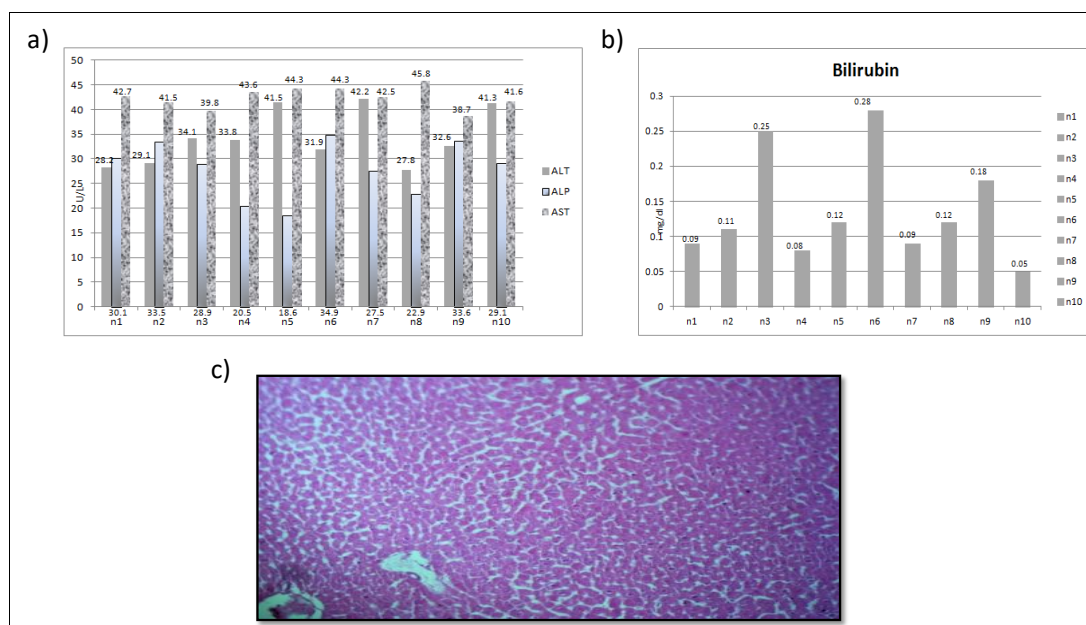 a)
50
45
40
35
30
25
20
15
10
5
0
U/L
28.2 42.7
29.1 41.5
34.1 39.8
33.8 43.6
41.5 44.3
31.9 44.3
42.2 42.5
27.8 45.8
32.6 38.7
41.3 41.6
30.1 33.5 28.9 20.5 18.6 34.9 27.5 22.9 33.6 29.1
n1 n2 n3 n4 n5 n6 n7 n8 n9 n10
ALT
ALP
AST
b)
Bilirubin
0.3
0.25
0.2
0.15
0.1
0.05
0
mg/dl
0.09 0.11 0.25 0.08 0.12 0.28 0.09 0.12 0.18 0.05
n1 n2 n3 n4 n5 n6 n7 n8 n9 n10
n1
n2
n3
n4
n5
n6
n7
n8
n9
n10
c)